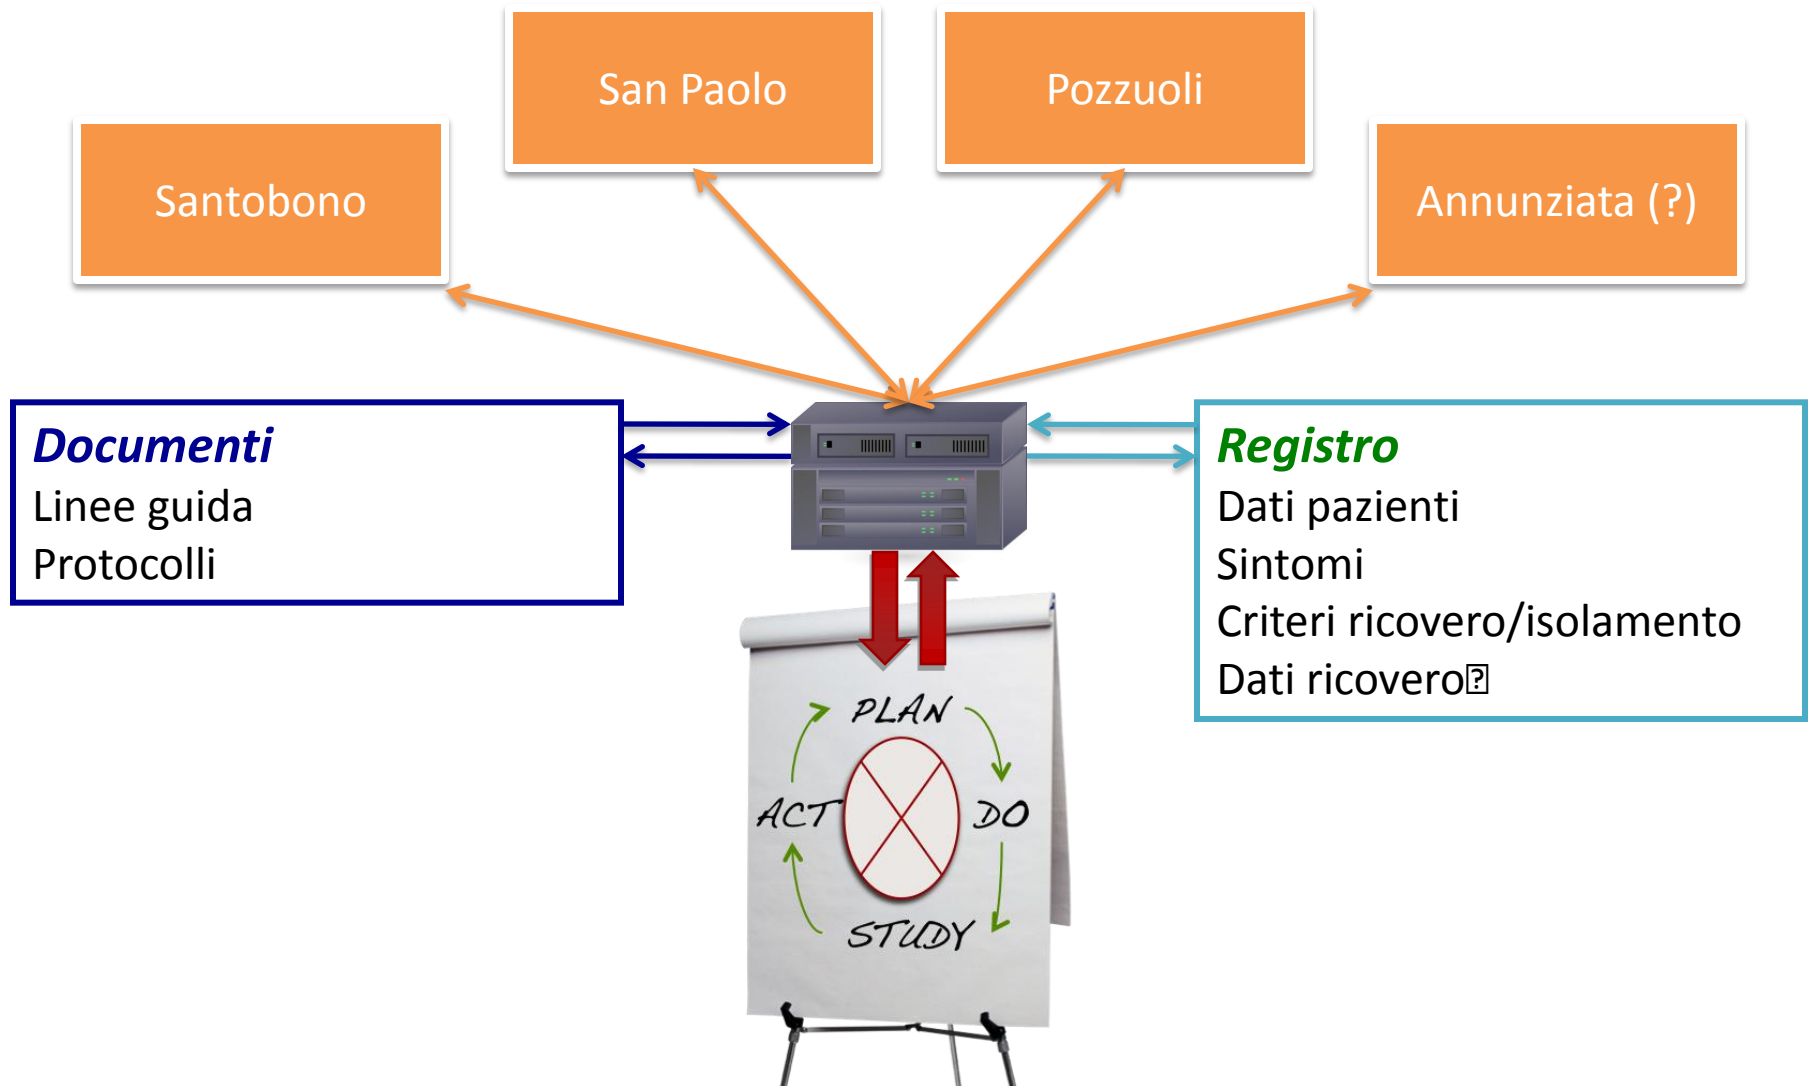 San Paolo
Pozzuoli
Santobono
Annunziata (?)
Documenti
Linee guida
Protocolli
Registro
Dati pazienti
Sintomi
Criteri ricovero/isolamento
Dati ricovero
PLAN
ACT
DO
STUDY